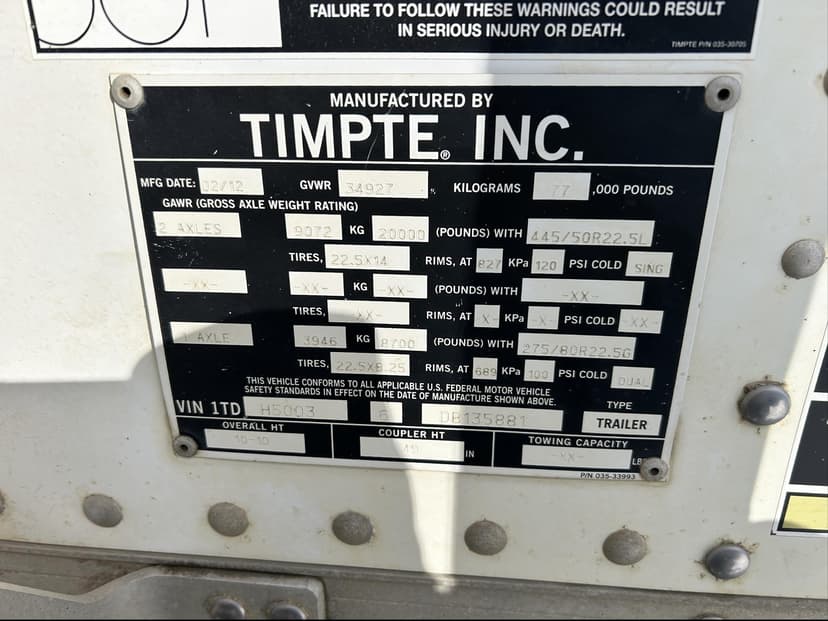 FAILURE TO FOLLOW THESE WARNINGS COULD RESULT
IN SERIOUS INJURY OR DEATH.
TIMPTE P/N 035-30705
MANUFACTURED BY
TIMPTE® INC.
MFG DATE: 02/12 GVWR 34927 KILOGRAMS 77 ,000 POUNDS
GAWR (GROSS AXLE WEIGHT RATING)
2 AXLES 9072 KG 20000 (POUNDS) WITH 445/50R22.5L
TIRES, 22.5X14 RIMS, AT 827 KPa 120 PSI COLD SING
-XX- -XX- KG -XX- (POUNDS) WITH -XX-
TIRES, -XX- RIMS, AT -X- KPa -X- PSI COLD -XX-
1 AXLE 3946 KG 8700 (POUNDS) WITH 275/80R22.5G
TIRES, 22.5X8.25 RIMS, AT 689 KPa 100 PSI COLD DUAL
THIS VEHICLE CONFORMS TO ALL APPLICABLE U.S. FEDERAL MOTOR VEHICLE
SAFETY STANDARDS IN EFFECT ON THE DATE OF MANUFACTURE SHOWN ABOVE.
VIN 1TD H5003 6 DB135881 TYPE
TRAILER
OVERALL HT COUPLER HT TOWING CAPACITY
10-10 IN -XX- LBS
P/N 035-33993